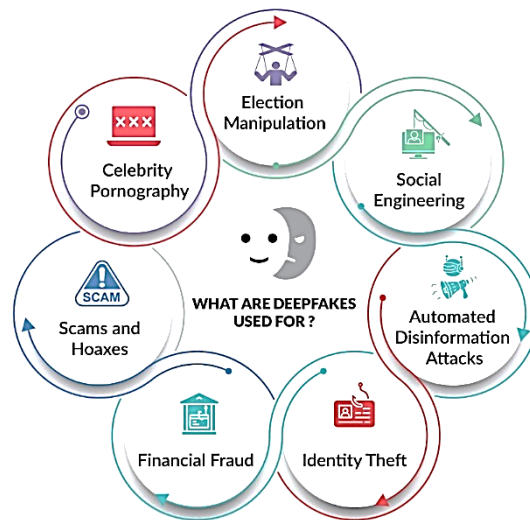 Election
Manipulation
XXX
Celebrity
Pornography
Social
Engineering
WHAT ARE DEEPFAKES
USED FOR ?
SCAM
Scams and
Hoaxes
Automated
Disinformation
Attacks
Financial Fraud
Identity Theft